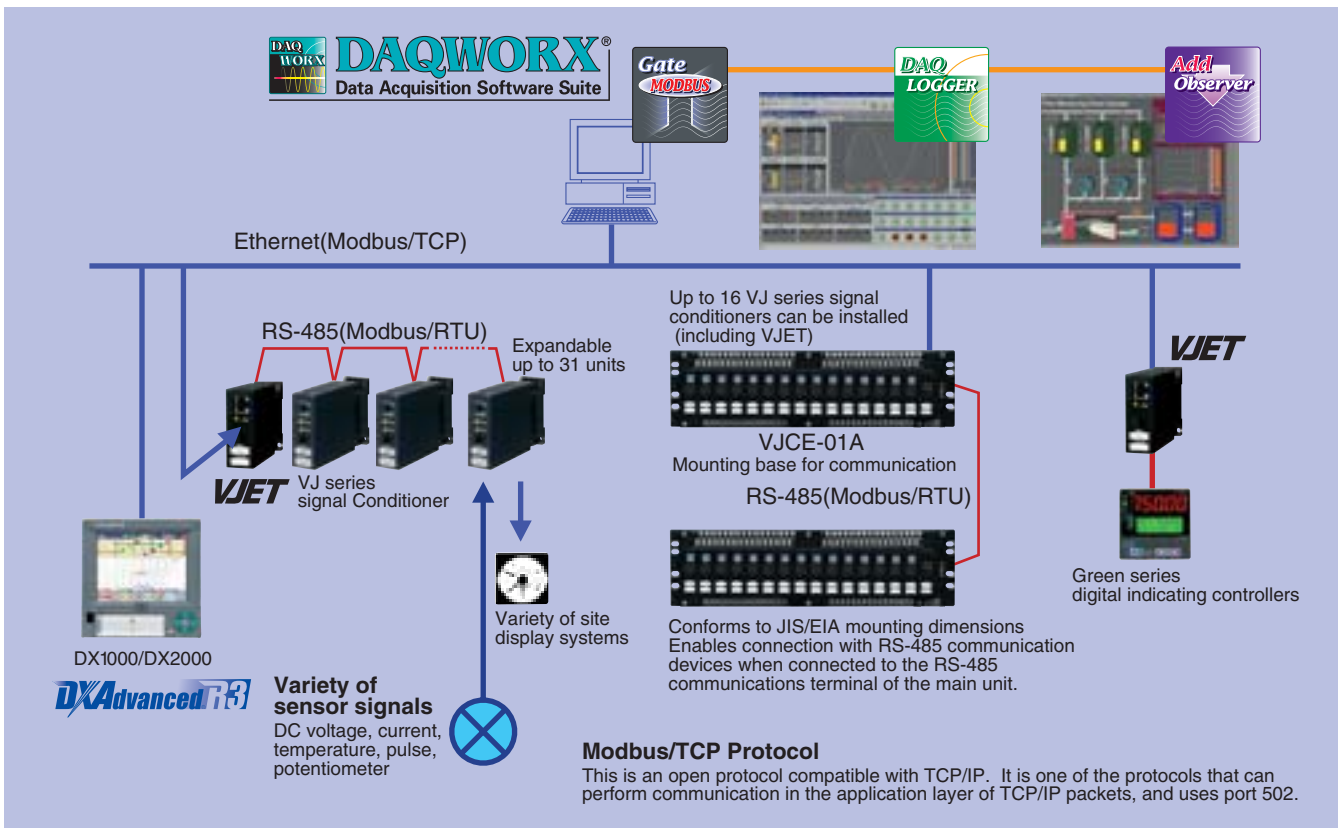 DAQ
WORX
DAQWORX®
Data Acquisition Software Suite
Gate
MODBUS
DAQ
LOGGER
Add
Observer
Ethernet(Modbus/TCP)
RS-485(Modbus/RTU)
Expandable
up to 31 units
VJET
VJ series
signal Conditioner
Up to 16 VJ series signal
conditioners can be installed
(including VJET)
VJCE-01A
Mounting base for communication
RS-485(Modbus/RTU)
Conforms to JIS/EIA mounting dimensions
Enables connection with RS-485 communication
devices when connected to the RS-485
communications terminal of the main unit.
VJET
Green series
digital indicating controllers
DX1000/DX2000
DXAdvanced R3
Variety of site
display systems
Variety of
sensor signals
DC voltage, current,
temperature, pulse,
potentiometer
Modbus/TCP Protocol
This is an open protocol compatible with TCP/IP. It is one of the protocols that can
perform communication in the application layer of TCP/IP packets, and uses port 502.